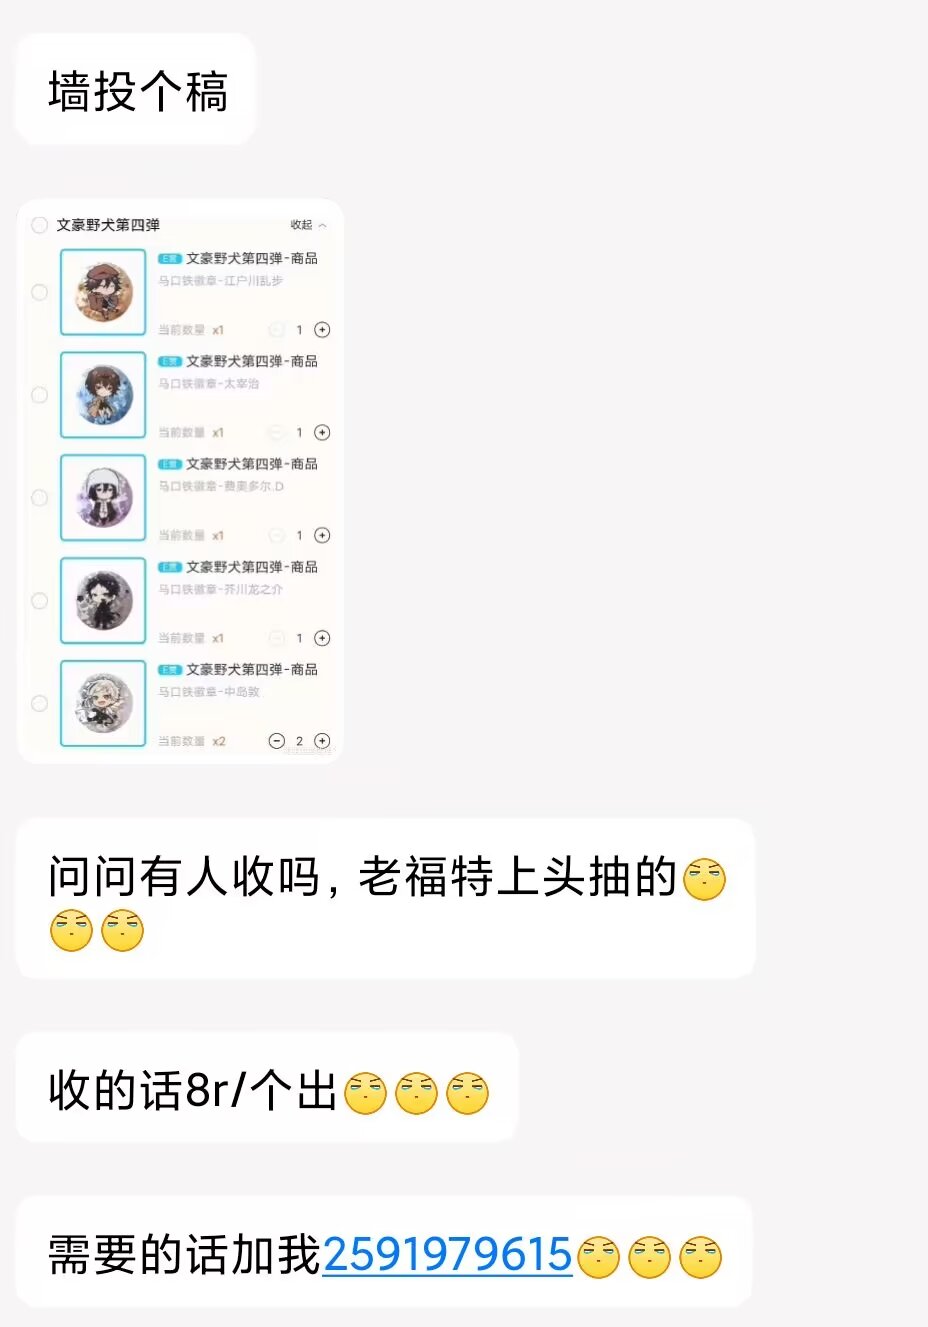 墙投个稿
文豪野犬第四弹 收起
E赏 文豪野犬第四弹-商品
马口铁徽章-江户川乱步
当前数量 x1 1
E赏 文豪野犬第四弹-商品
马口铁徽章-太宰治
当前数量 x1 1
E赏 文豪野犬第四弹-商品
马口铁徽章-费奥多尔.D
当前数量 x1 1
E赏 文豪野犬第四弹-商品
马口铁徽章-芥川龙之介
当前数量 x1 1
E赏 文豪野犬第四弹-商品
马口铁徽章-中岛敦
当前数量 x2 2
问问有人收吗,老福特上头抽的
收的话8r/个出
需要的话加我2591979615